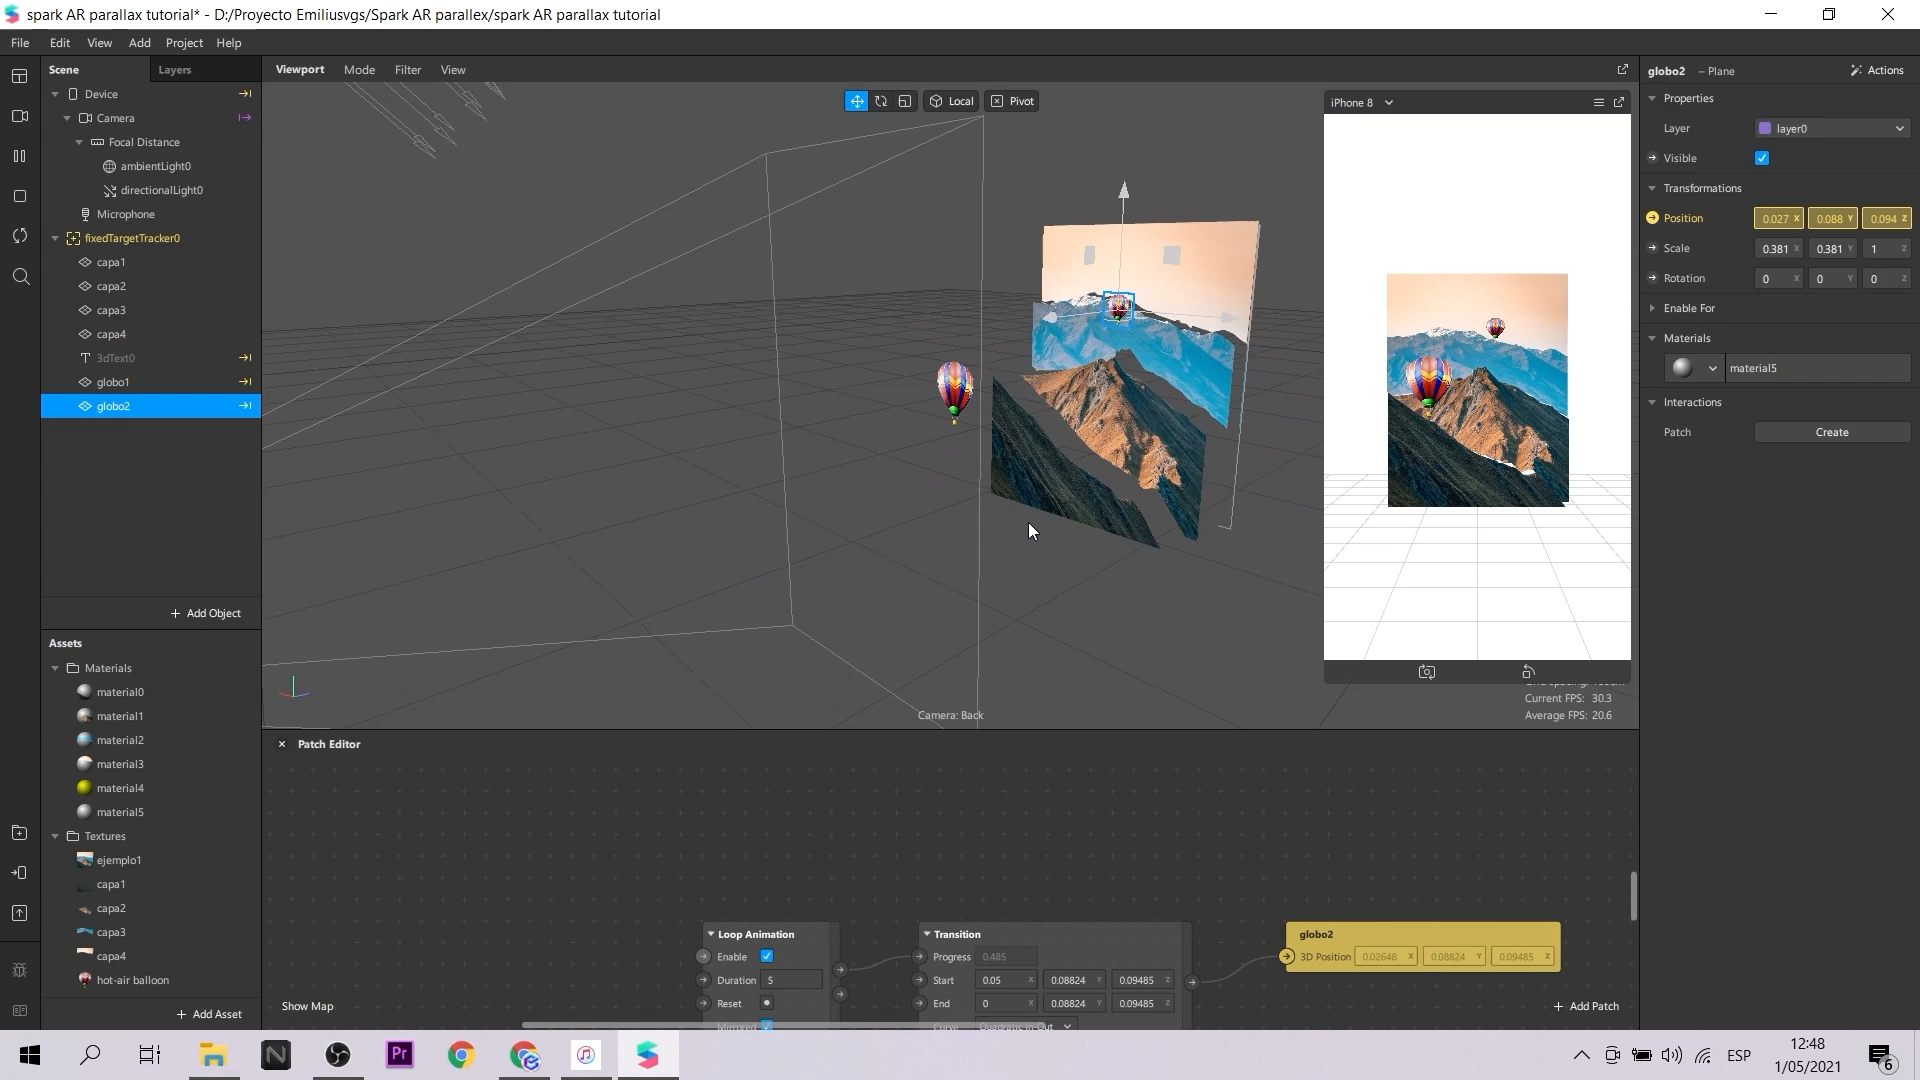 spark AR parallax tutorial* - D:/Proyecto Emiliusvgs/Spark AR parallex/spark AR parallax tutorial
File Edit View Add Project Help
Scene Layers
Device
Camera
Focal Distance
ambientLight0
directionalLight0
Microphone
fixedTargetTracker0
capa1
capa2
capa3
capa4
3dText0
globo1
globo2
+ Add Object
Assets
Materials
material0
material1
material2
material3
material4
material5
Textures
ejemplo1
capa1
capa2
capa3
capa4
hot-air balloon
+ Add Asset
Viewport Mode Filter View
Local Pivot
iPhone 8
Camera: Back
Current FPS: 30.3
Average FPS: 20.6
globo2 – Plane Actions
Properties
Layer layer0
Visible
Transformations
Position 0.027 X 0.088 Y 0.094 Z
Scale 0.381 X 0.381 Y 1 Z
Rotation 0 X 0 Y 0 Z
Enable For
Materials
material5
Interactions
Patch Create
× Patch Editor
Loop Animation
Enable
Duration 5
Reset
Mirrored
Transition
Progress 0.485
Start 0.05 X 0.08824 Y 0.09485 Z
End 0 X 0.08824 Y 0.09485 Z
Curve Quadratic In-Out
globo2
3D Position 0.02648 X 0.08824 Y 0.09485 Z
Show Map
+ Add Patch
N Pr ESP
12:48
1/05/2021
6